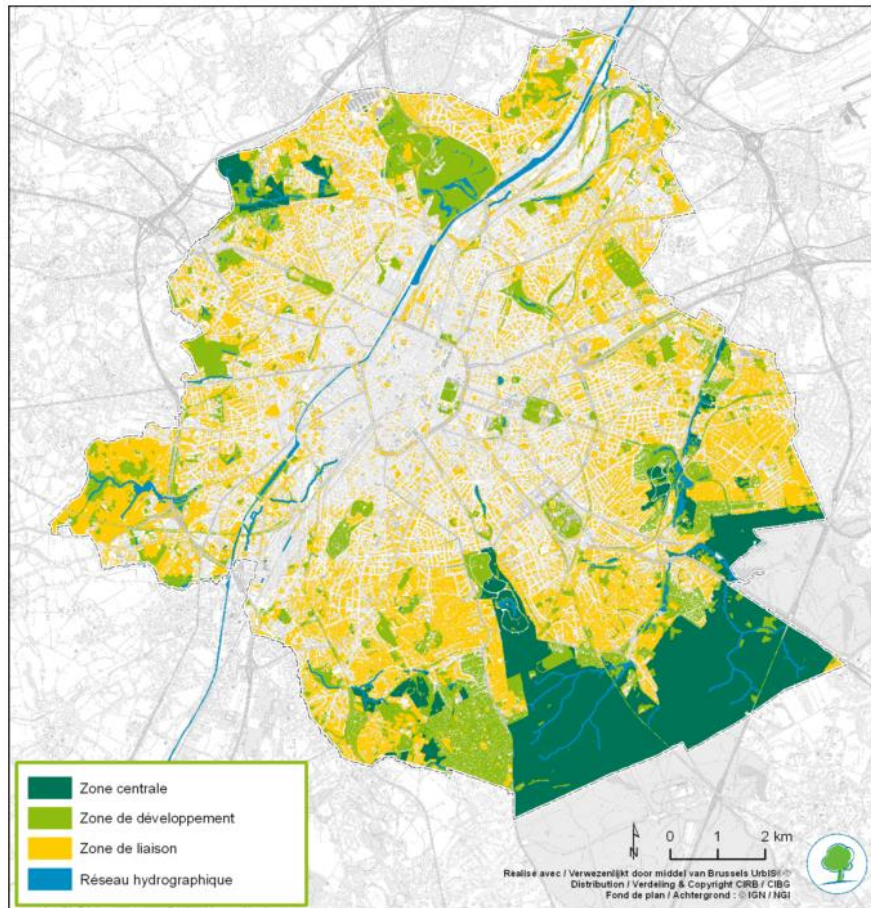 Zone centrale
Zone de développement
Zone de liaison
Réseau hydrographique
N
0 1 2 km
Réalisé avec / Verwezenlijkt door middel van Brussels UrbIS®©
Distribution / Verdeling & Copyright CIRB / CIBG
Fond de plan / Achtergrond : © IGN / NGI